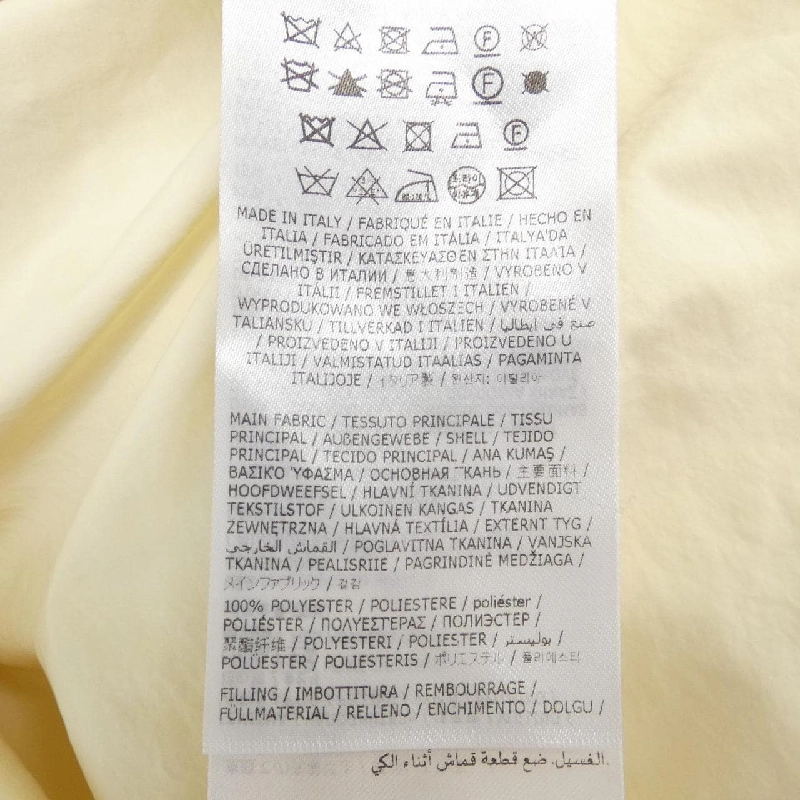 MADE IN ITALY / FABRIQUÉ EN ITALIE / HECHO EN
ITALIA / FABRICADO EM ITÁLIA / ITALYA'DA
ÜRETILMIŞTIR / ΚΑΤΑΣΚΕΥΑΣΘΕΝ ΣΤΗΝ ΙΤΑΛΙΑ /
СДЕЛАНО В ИТАЛИИ / 意大利制造 / VYROBENO V
ITÁLII / FREMSTILLET I ITALIEN /
WYPRODUKOWANO WE WŁOSZECH / VYROBENÉ V
TALIANSKU / TILLVERKAD I ITALIEN / صنع في ايطاليا
/ PROIZVEDENO V ITALIJI / PROIZVEDENO U
ITALIJI / VALMISTATUD ITAALIAS / PAGAMINTA
ITALIJOJE / イタリア製 / 원산지: 이탈리아
MAIN FABRIC / TESSUTO PRINCIPALE / TISSU
PRINCIPAL / AUßENGEWEBE / SHELL / TEJIDO
PRINCIPAL / TECIDO PRINCIPAL / ANA KUMAŞ /
ΒΑΣΙΚΌ ΎΦΑΣΜΑ / ОСНОВНАЯ ТКАНЬ / 主要面料 /
HOOFDWEEFSEL / HLAVNÍ TKANINA / UDVENDIGT
TEKSTILSTOF / ULKOINEN KANGAS / TKANINA
ZEWNĘTRZNA / HLAVNÁ TEXTÍLIA / EXTERNT TYG /
القماش الخارجي / POGLAVITNA TKANINA / VANJSKA
TKANINA / PEALISRIIE / PAGRINDINĖ MEDŽIAGA /
メインファブリック / 겉감
100% POLYESTER / POLIESTERE / poliéster /
POLIÉSTER / ΠΟΛΥΕΣΤΕΡΑΣ / ПОЛИЭСТЕР /
聚酯纤维 / POLYESTERI / POLIESTER / بوليستر /
POLÜESTER / POLIESTERIS / ポリエステル / 폴리에스터
FILLING / IMBOTTITURA / REMBOURRAGE /
FÜLLMATERIAL / RELLENO / ENCHIMENTO / DOLGU /
الغسيل. ضع قطعة قماش أثناء الكي.